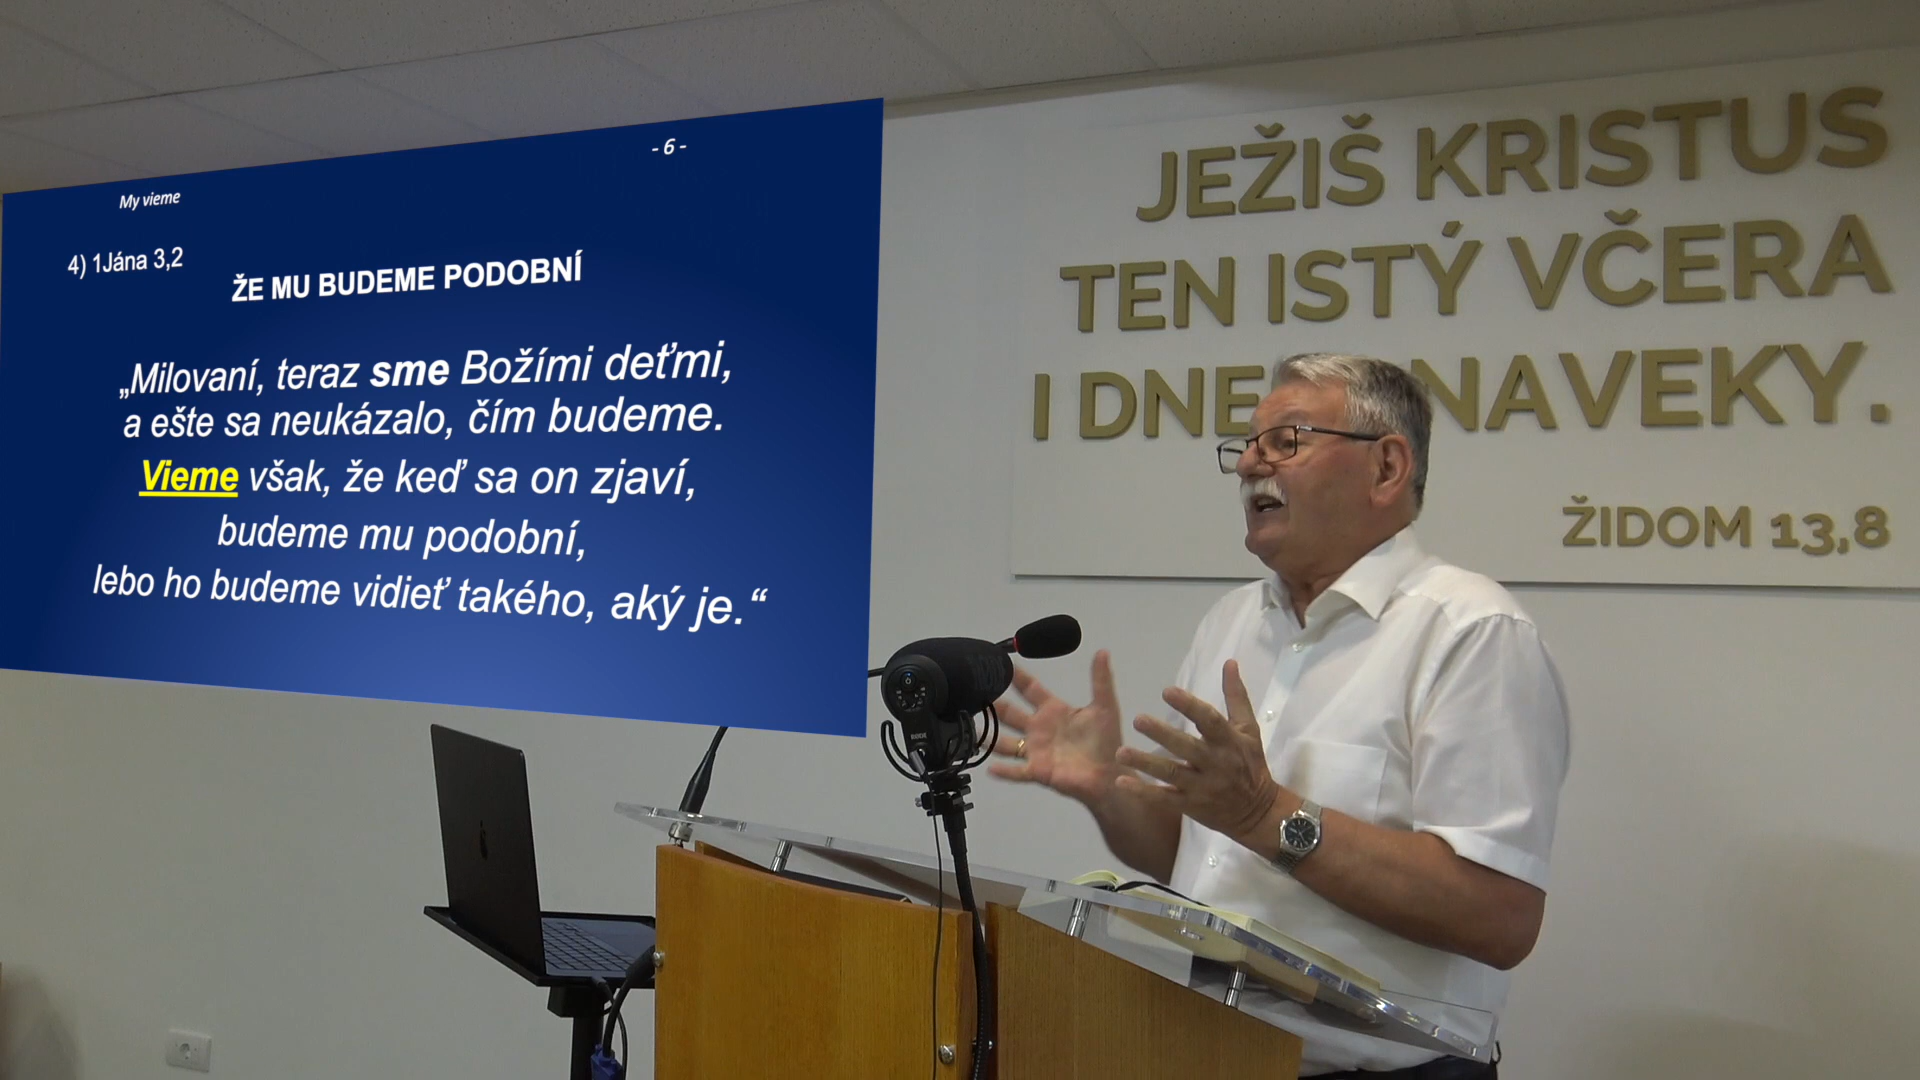 - 6 -
My vieme
4) 1Jána 3,2
ŽE MU BUDEME PODOBNÍ
„Milovaní, teraz sme Božími deťmi,
a ešte sa neukázalo, čím budeme.
Vieme však, že keď sa on zjaví,
budeme mu podobní,
lebo ho budeme vidieť takého, aký je.“
JEŽIŠ KRISTUS
TEN ISTÝ VČERA
I DNE NAVEKY.
ŽIDOM 13,8
RODE